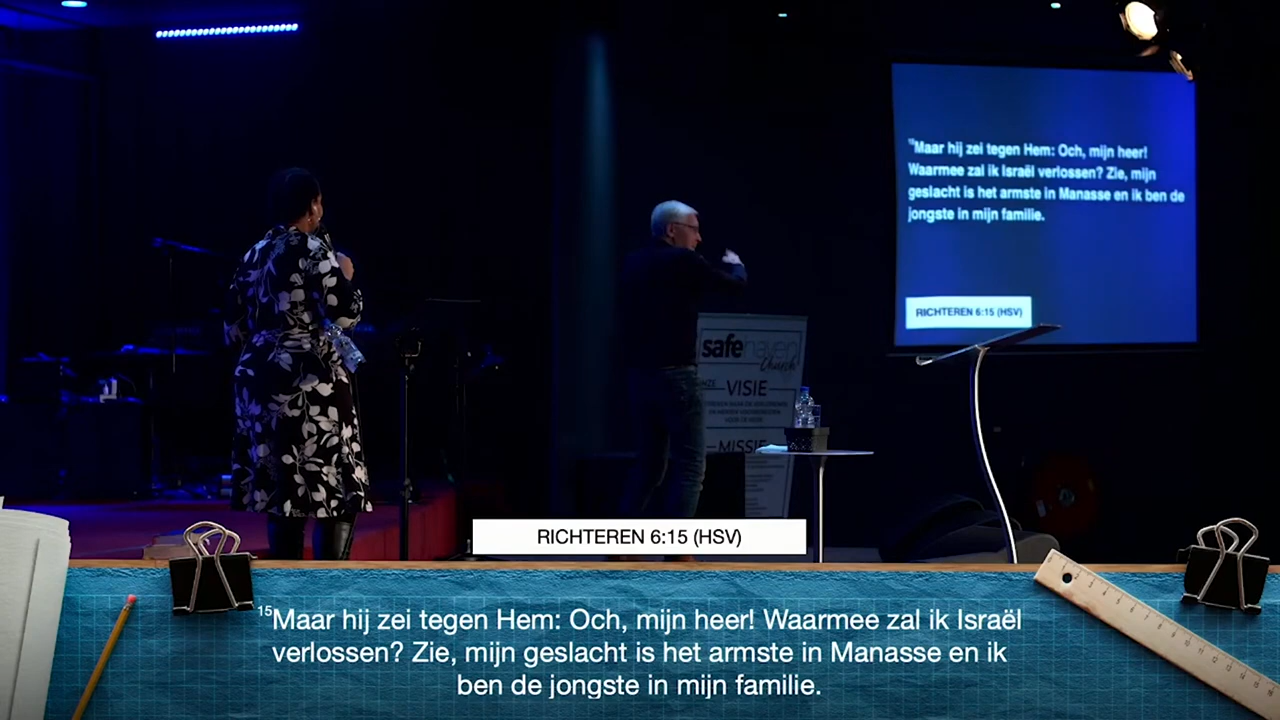 ¹⁵Maar hij zei tegen Hem: Och, mijn heer!
Waarmee zal ik Israël verlossen? Zie, mijn
geslacht is het armste in Manasse en ik ben de
jongste in mijn familie.
RICHTEREN 6:15 (HSV)
safehaven
Church
VISIE
MISSIE
RICHTEREN 6:15 (HSV)
¹⁵Maar hij zei tegen Hem: Och, mijn heer! Waarmee zal ik Israël
verlossen? Zie, mijn geslacht is het armste in Manasse en ik
ben de jongste in mijn familie.